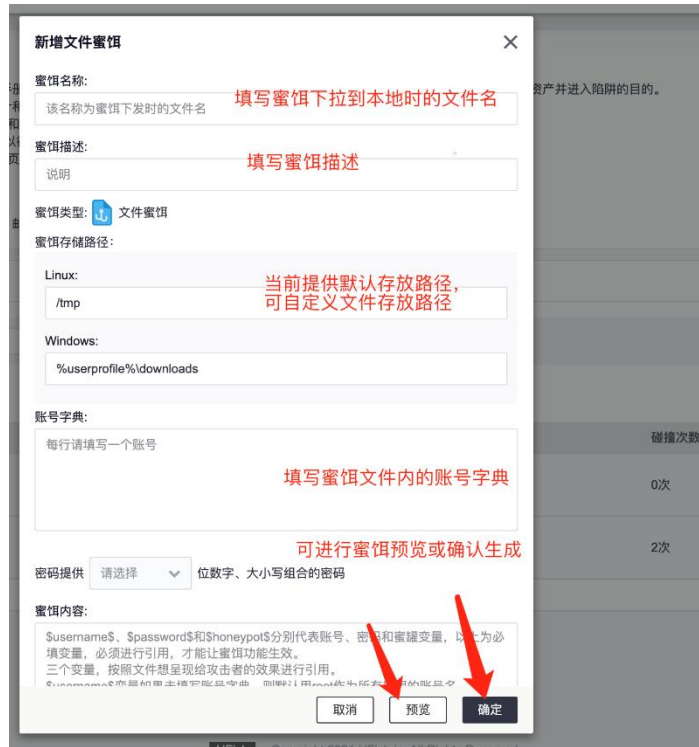 新增文件蜜饵
蜜饵名称:
该名称为蜜饵下发时的文件名
填写蜜饵下拉到本地时的文件名
资产并进入陷阱的目的。
蜜饵描述:
填写蜜饵描述
说明
蜜饵类型:
文件蜜饵
蜜饵存储路径:
Linux:
/tmp
当前提供默认存放路径,
可自定义文件存放路径
Windows:
%userprofile%\downloads
账号字典:
每行请填写一个账号
碰撞次数
填写蜜饵文件内的账号字典
0次
可进行蜜饵预览或确认生成
2次
密码提供 请选择 位数字、大小写组合的密码
蜜饵内容:
$username$、$password$和$honeypot$分别代表账号、密码和蜜罐变量, 以上为必
填变量, 必须进行引用, 才能让蜜饵功能生效。
三个变量, 按照文件想呈现给攻击者的效果进行引用。
取消 预览 确定